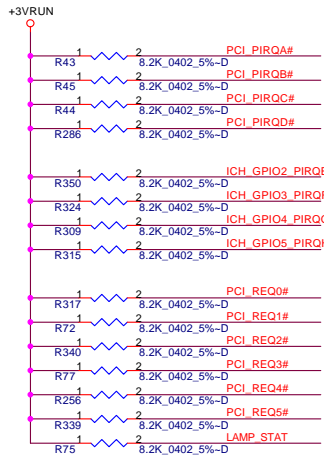 +3VRUN
1 2 PCI_PIRQA#
R43 8.2K_0402_5%~D
1 2 PCI_PIRQB#
R45 8.2K_0402_5%~D
1 2 PCI_PIRQC#
R44 8.2K_0402_5%~D
1 2 PCI_PIRQD#
R286 8.2K_0402_5%~D
1 2 ICH_GPIO2_PIRQE
R350 8.2K_0402_5%~D
1 2 ICH_GPIO3_PIRQF
R324 8.2K_0402_5%~D
1 2 ICH_GPIO4_PIRQG
R309 8.2K_0402_5%~D
1 2 ICH_GPIO5_PIRQH
R315 8.2K_0402_5%~D
1 2 PCI_REQ0#
R317 8.2K_0402_5%~D
1 2 PCI_REQ1#
R72 8.2K_0402_5%~D
1 2 PCI_REQ2#
R340 8.2K_0402_5%~D
1 2 PCI_REQ3#
R77 8.2K_0402_5%~D
1 2 PCI_REQ4#
R256 8.2K_0402_5%~D
1 2 PCI_REQ5#
R339 8.2K_0402_5%~D
1 2 LAMP_STAT
R75 8.2K_0402_5%~D